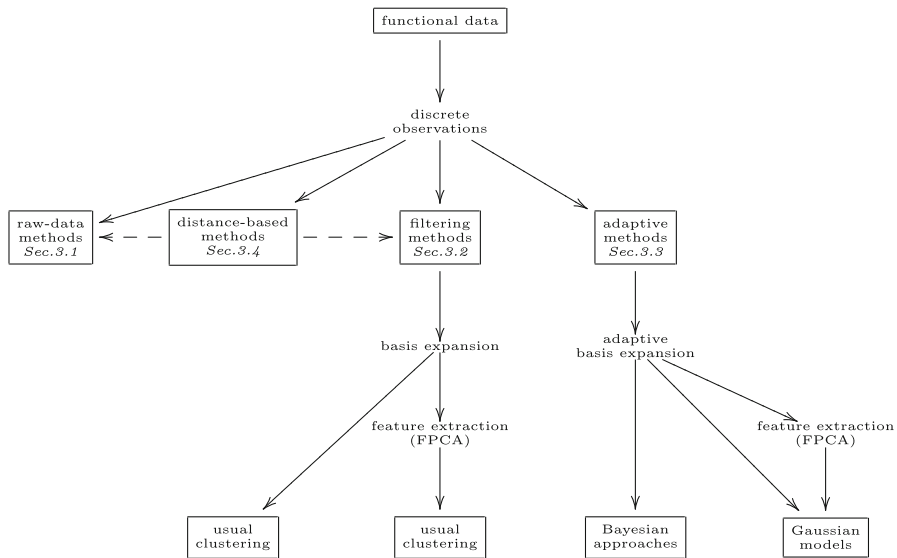 functional data
discrete
observations
raw-data
methods
Sec.3.1
distance-based
methods
Sec.3.4
filtering
methods
Sec.3.2
adaptive
methods
Sec.3.3
basis expansion
adaptive
basis expansion
feature extraction
(FPCA)
feature extraction
(FPCA)
usual
clustering
usual
clustering
Bayesian
approaches
Gaussian
models